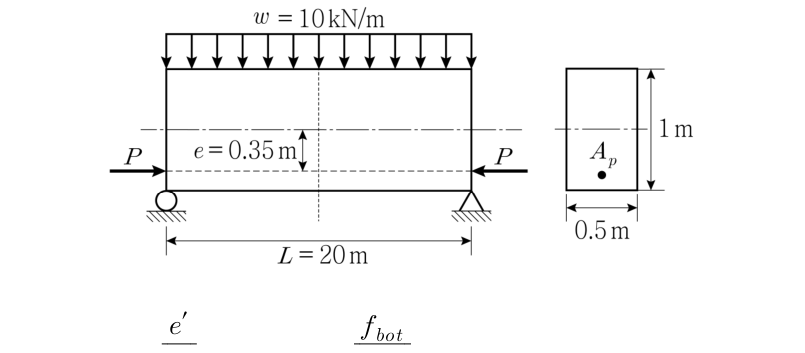 w = 10 kN/m
1 m
e = 0.35 m
P
P
A_p
0.5 m
L = 20 m
e′ f_bot